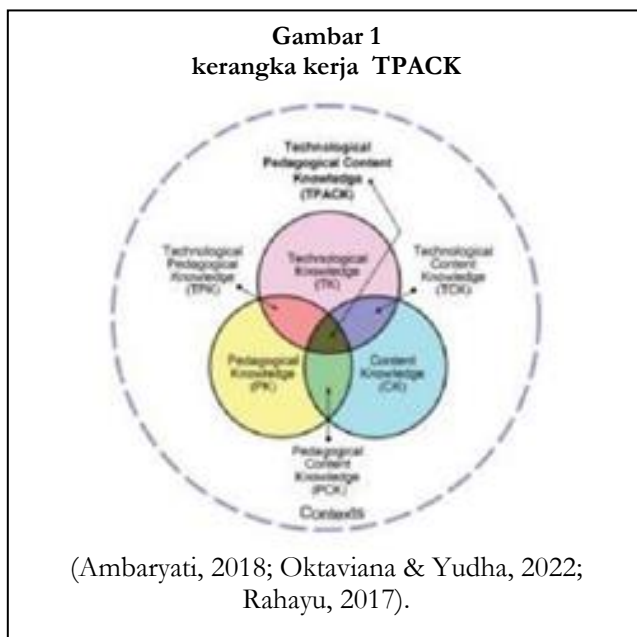 Gambar 1
kerangka kerja TPACK
Technological
Pedagogical Content
Knowledge
(TPACK)
Technological
Pedagogical
Knowledge
(TPK)
Technological
Knowledge
(TK)
Technological
Content
Knowledge
(TCK)
Pedagogical
Knowledge
(PK)
Content
Knowledge
(CK)
Pedagogical
Content
Knowledge
(PCK)
Contexts
(Ambaryati, 2018; Oktaviana & Yudha, 2022;
Rahayu, 2017).